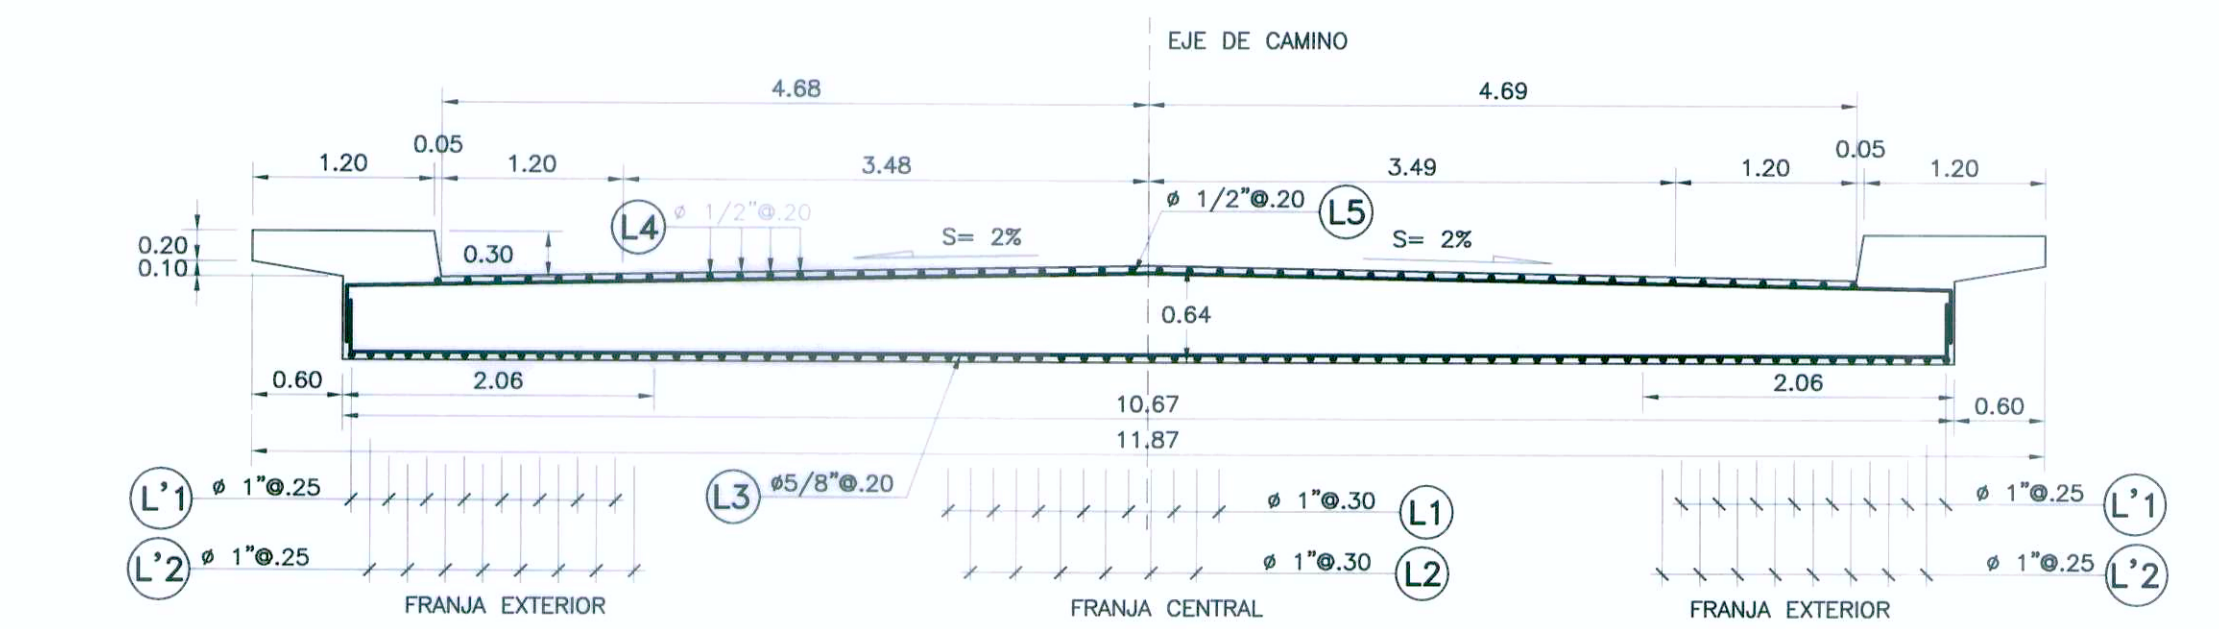 EJE DE CAMINO
4.68
4.69
0.05
0.05
1.20
1.20
3.48
3.49
1.20
1.20
L4
ø 1/2"@.20
ø 1/2"@.20
L5
0.20
0.10
0.30
S= 2%
S= 2%
0.64
0.60
2.06
2.06
10.67
0.60
11.87
L'1
ø 1"@.25
L3
ø5/8"@.20
ø 1"@.30
L1
ø 1"@.25
L'1
L'2
ø 1"@.25
ø 1"@.30
L2
ø 1"@.25
L'2
FRANJA EXTERIOR
FRANJA CENTRAL
FRANJA EXTERIOR